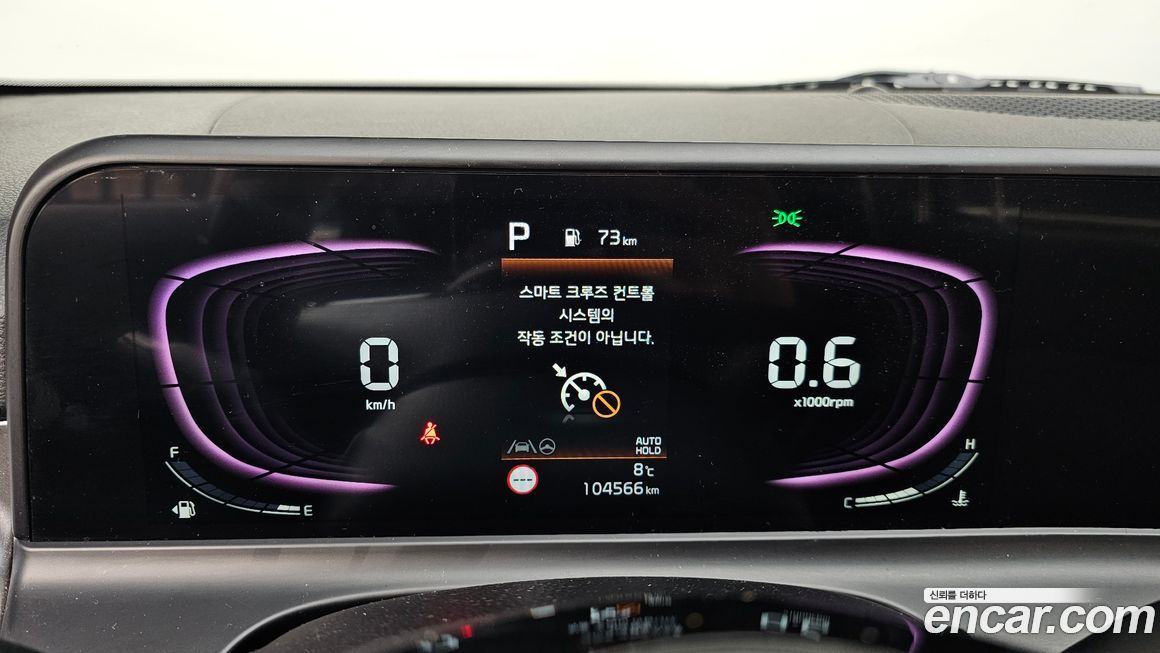 P 73 km
스마트 크루즈 컨트롤
시스템의
작동 조건이 아닙니다.
0
km/h
0.6
x1000rpm
AUTO
HOLD
F
E
---
8℃
104566 km
H
C
신뢰를 더하다
encar.com